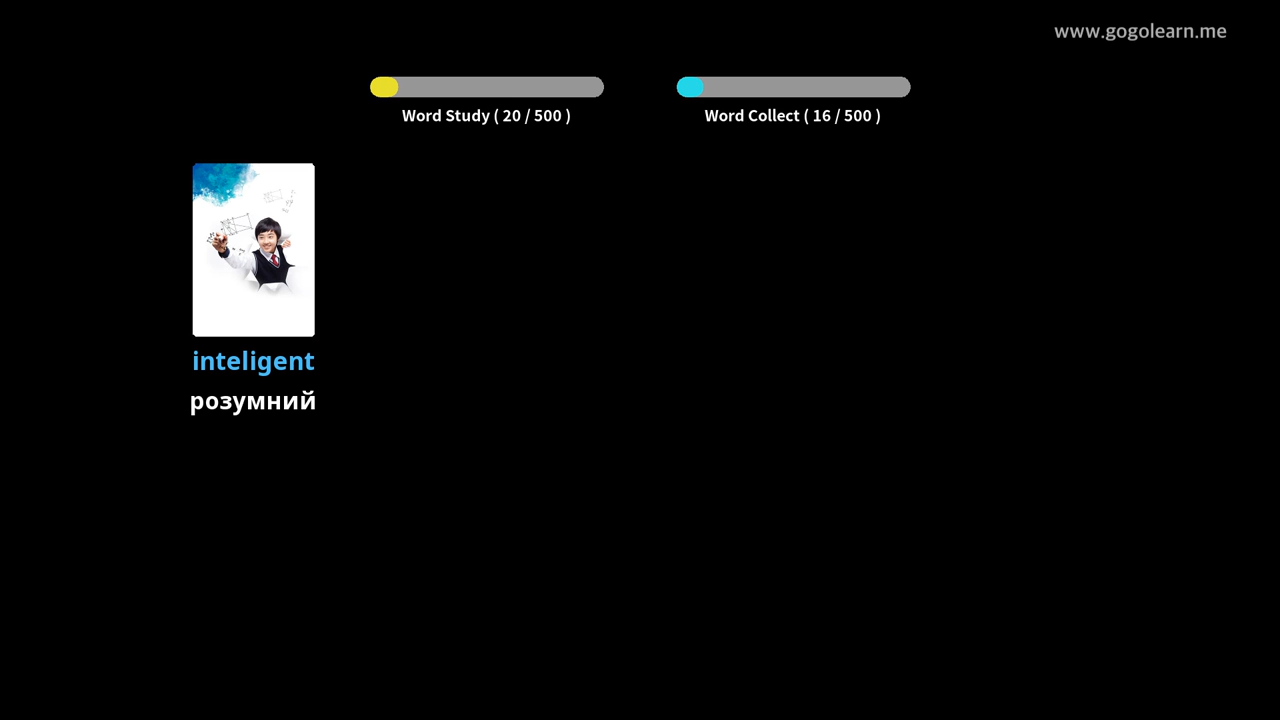 www.gogolearn.me
Word Study ( 20 / 500 )
Word Collect ( 16 / 500 )
inteligent
розумний